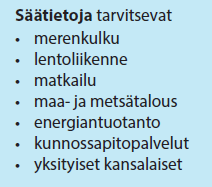 Säätietoja tarvitsevat
• merenkulku
• lentoliikenne
• matkailu
• maa- ja metsätalous
• energiantuotanto
• kunnossapitopalvelut
• yksityiset kansalaiset